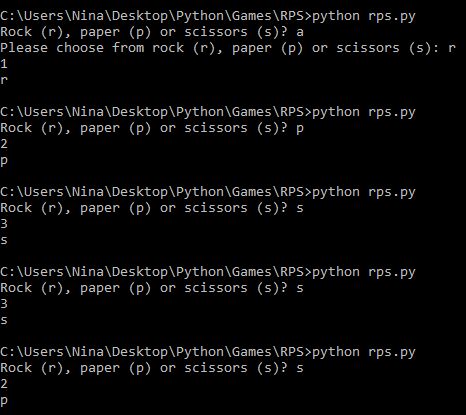 C:\Users\Nina\Desktop\Python\Games\RPS>python rps.py
Rock (r), paper (p) or scissors (s)? a
Please choose from rock (r), paper (p) or scissors (s): r
1
r
C:\Users\Nina\Desktop\Python\Games\RPS>python rps.py
Rock (r), paper (p) or scissors (s)? p
2
p
C:\Users\Nina\Desktop\Python\Games\RPS>python rps.py
Rock (r), paper (p) or scissors (s)? s
3
s
C:\Users\Nina\Desktop\Python\Games\RPS>python rps.py
Rock (r), paper (p) or scissors (s)? s
3
s
C:\Users\Nina\Desktop\Python\Games\RPS>python rps.py
Rock (r), paper (p) or scissors (s)? s
2
p